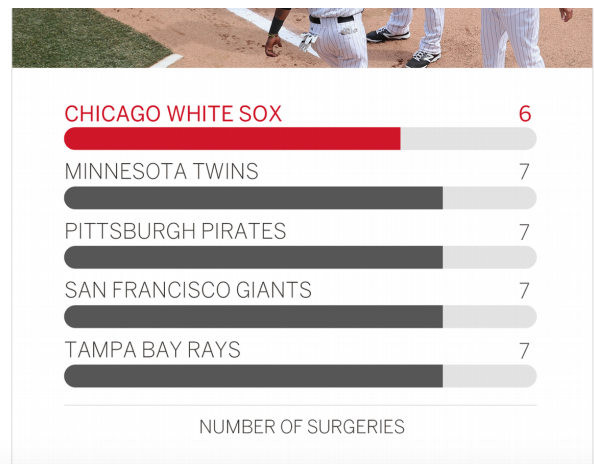 CHICAGO WHITE SOX 6
MINNESOTA TWINS 7
PITTSBURGH PIRATES 7
SAN FRANCISCO GIANTS 7
TAMPA BAY RAYS 7
NUMBER OF SURGERIES